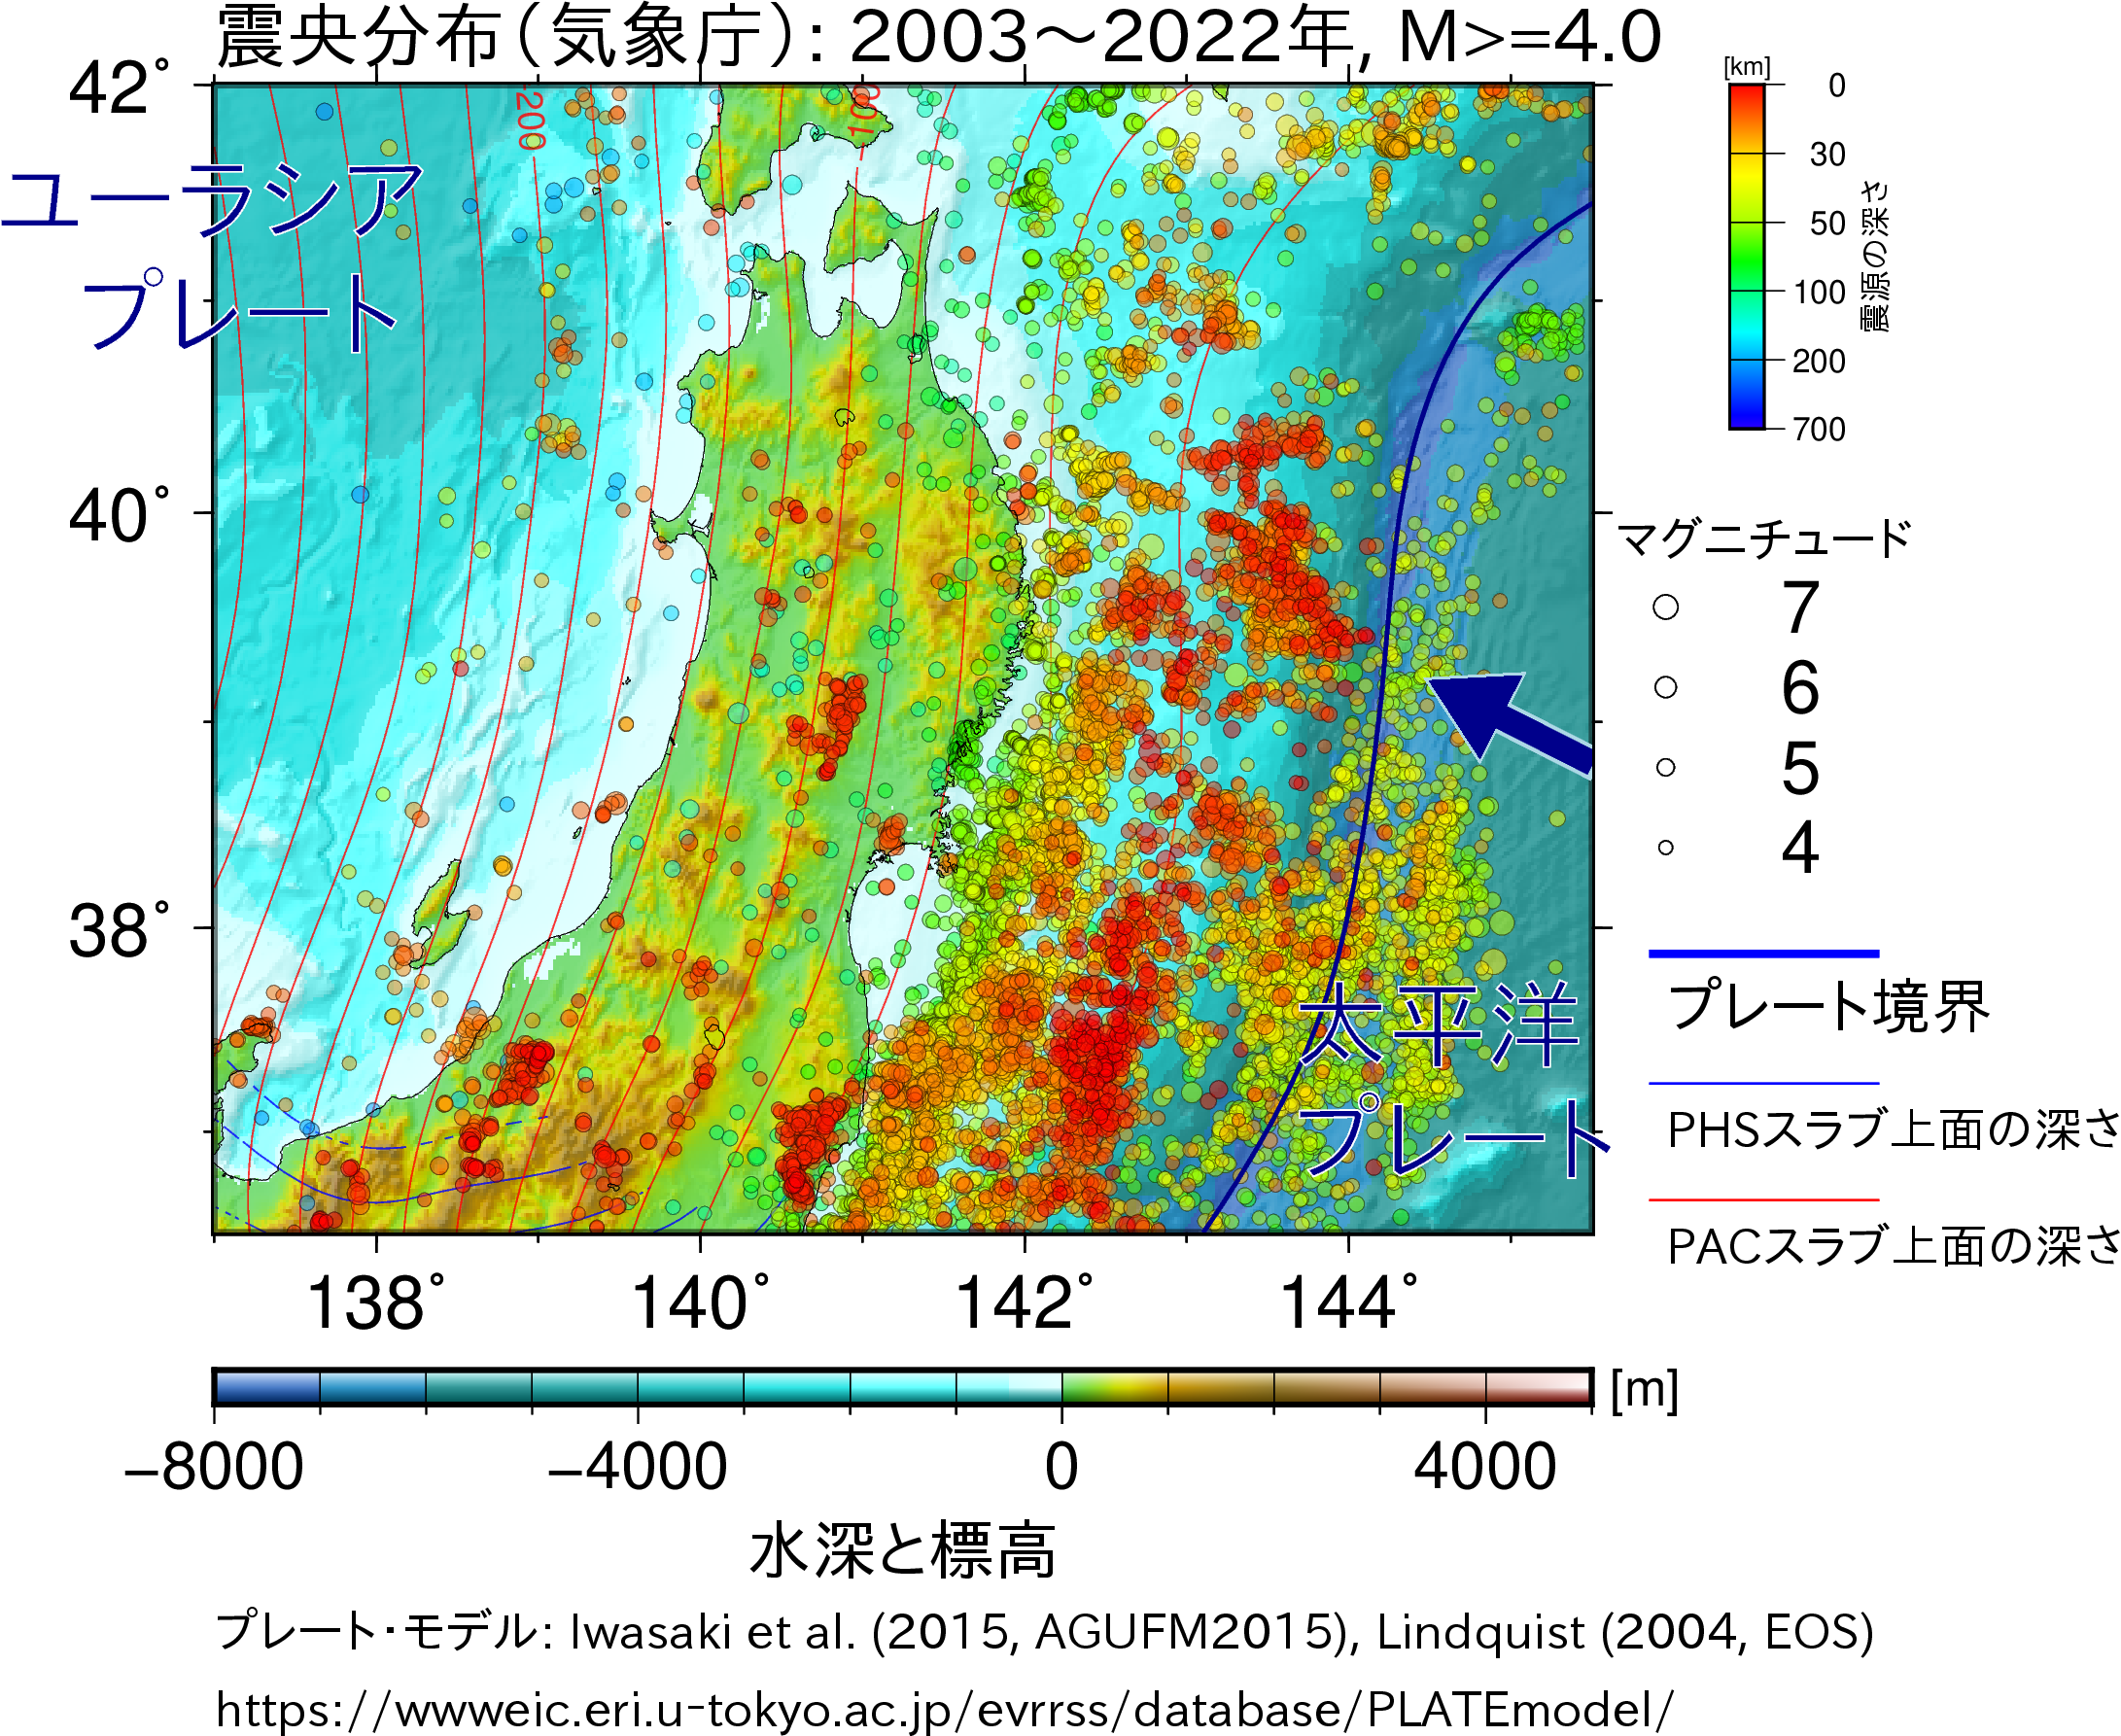 震央分布(気象庁): 2003～2022年, M>=4.0
42°
40°
38°
ユーラシア
プレート
-200
-100
太平洋
プレート
138°
140°
142°
144°
[km]
0
30
50
100
200
700
震源の深さ
マグニチュード
7
6
5
4
プレート境界
PHSスラブ上面の深さ
PACスラブ上面の深さ
[m]
−8000
−4000
0
4000
水深と標高
プレート・モデル: Iwasaki et al. (2015, AGUFM2015), Lindquist (2004, EOS)
https://wwweic.eri.u-tokyo.ac.jp/evrrss/database/PLATEmodel/